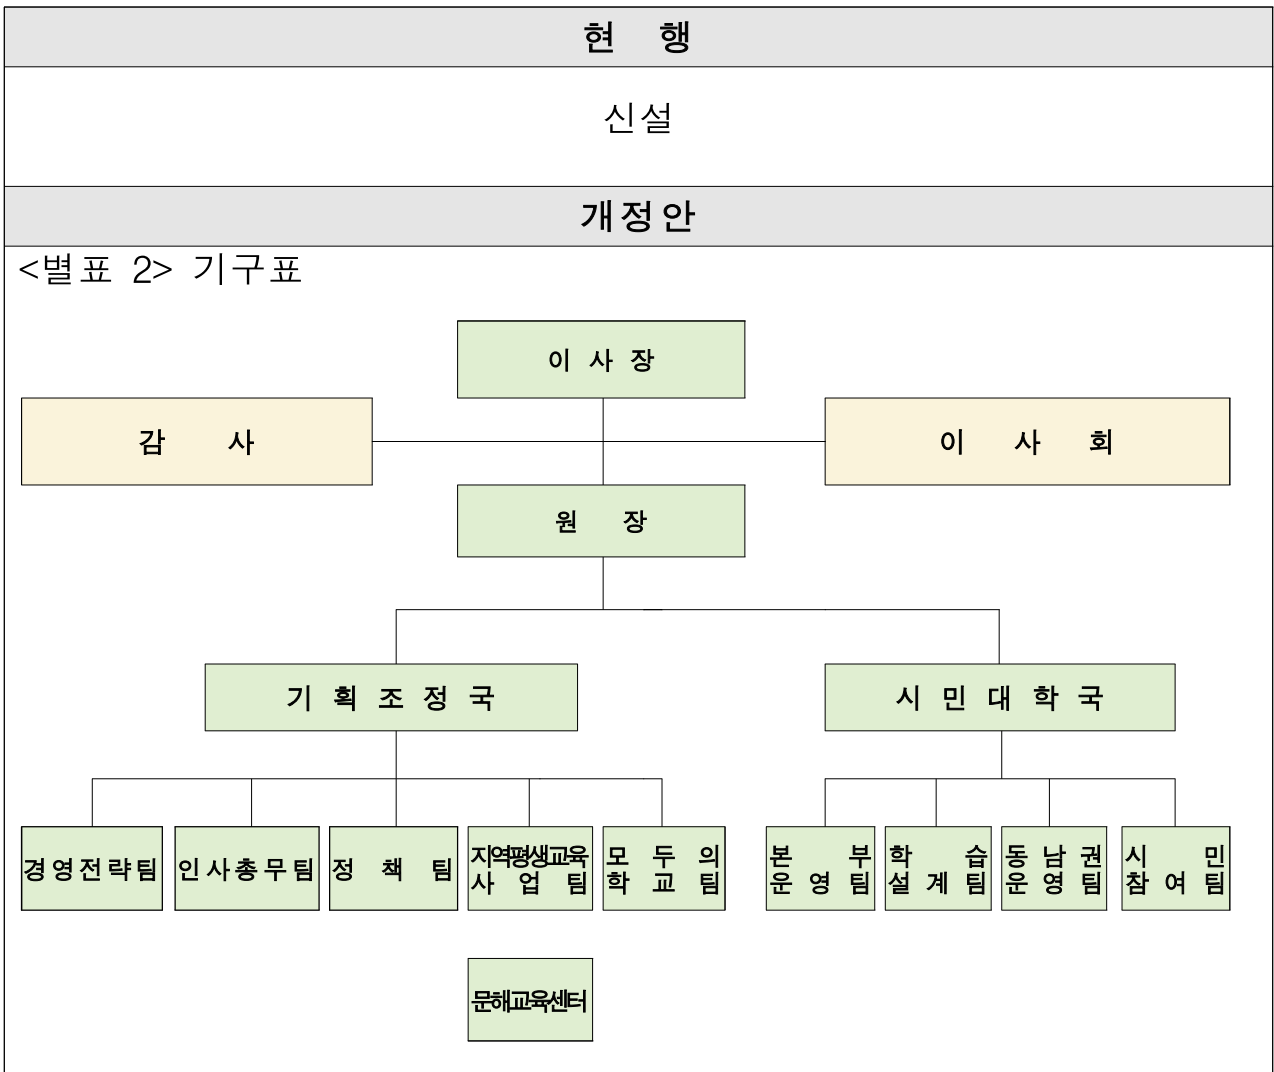 현 행
신설
개정안
<별표 2> 기구표
이 사 장
감 사
이 사 회
원 장
기 획 조 정 국
시 민 대 학 국
경영전략팀
인사총무팀
정 책 팀
지역평생교육
사 업 팀
모 두 의
학 교 팀
본 부
운 영 팀
학 습
설 계 팀
동 남 권
운 영 팀
시 민
참 여 팀
문해교육센터